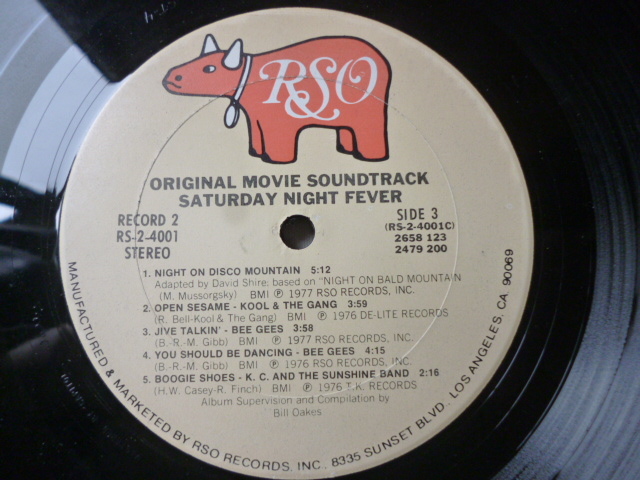 RSO
ORIGINAL MOVIE SOUNDTRACK
SATURDAY NIGHT FEVER
RECORD 2
RS-2-4001
STEREO
SIDE 3
(RS-2-4001C)
2658 123
2479 200
1. NIGHT ON DISCO MOUNTAIN 5:12
Adapted by David Shire, based on "NIGHT ON BALD MOUNTAIN
(M. Mussorgsky) BMI ℗ 1977 RSO RECORDS, INC.
2. OPEN SESAME - KOOL & THE GANG 3:59
(R. Bell-Kool & The Gang) BMI ℗ 1976 DE-LITE RECORDS
3. JIVE TALKIN' - BEE GEES 3:58
(B.-R.-M. Gibb) BMI ℗ 1977 RSO RECORDS, INC.
4. YOU SHOULD BE DANCING - BEE GEES 4:15
(B.-R.-M. Gibb) BMI ℗ 1976 RSO RECORDS, INC.
5. BOOGIE SHOES - K. C. AND THE SUNSHINE BAND 2:16
(H.W. Casey-R. Finch) BMI ℗ 1976 T.K. RECORDS
Album Supervision and Compilation by
Bill Oakes
MANUFACTURED & MARKETED BY RSO RECORDS, INC., 8335 SUNSET BLVD., LOS ANGELES, CA 90069